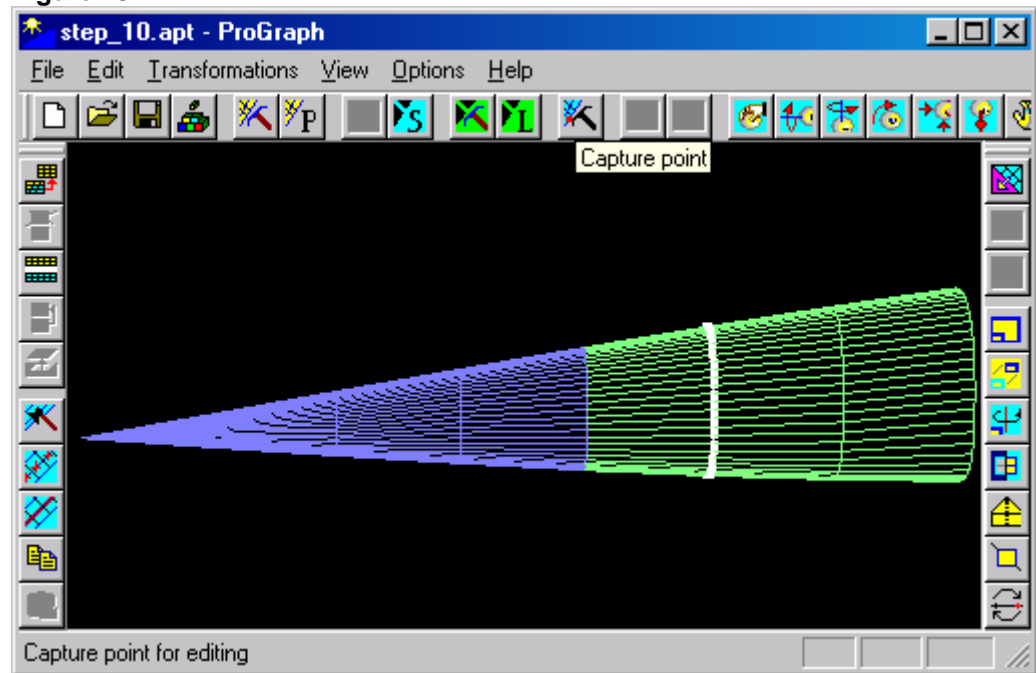 step_10.apt - ProGraph
File Edit Transformations View Options Help
P S L
Capture point
Capture point for editing